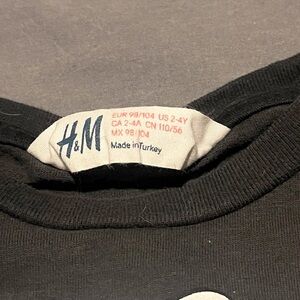 H&M
EUR 98/104 US 2-4Y
CA 2-4A CN 110/56
MX 98/104
Made in Turkey